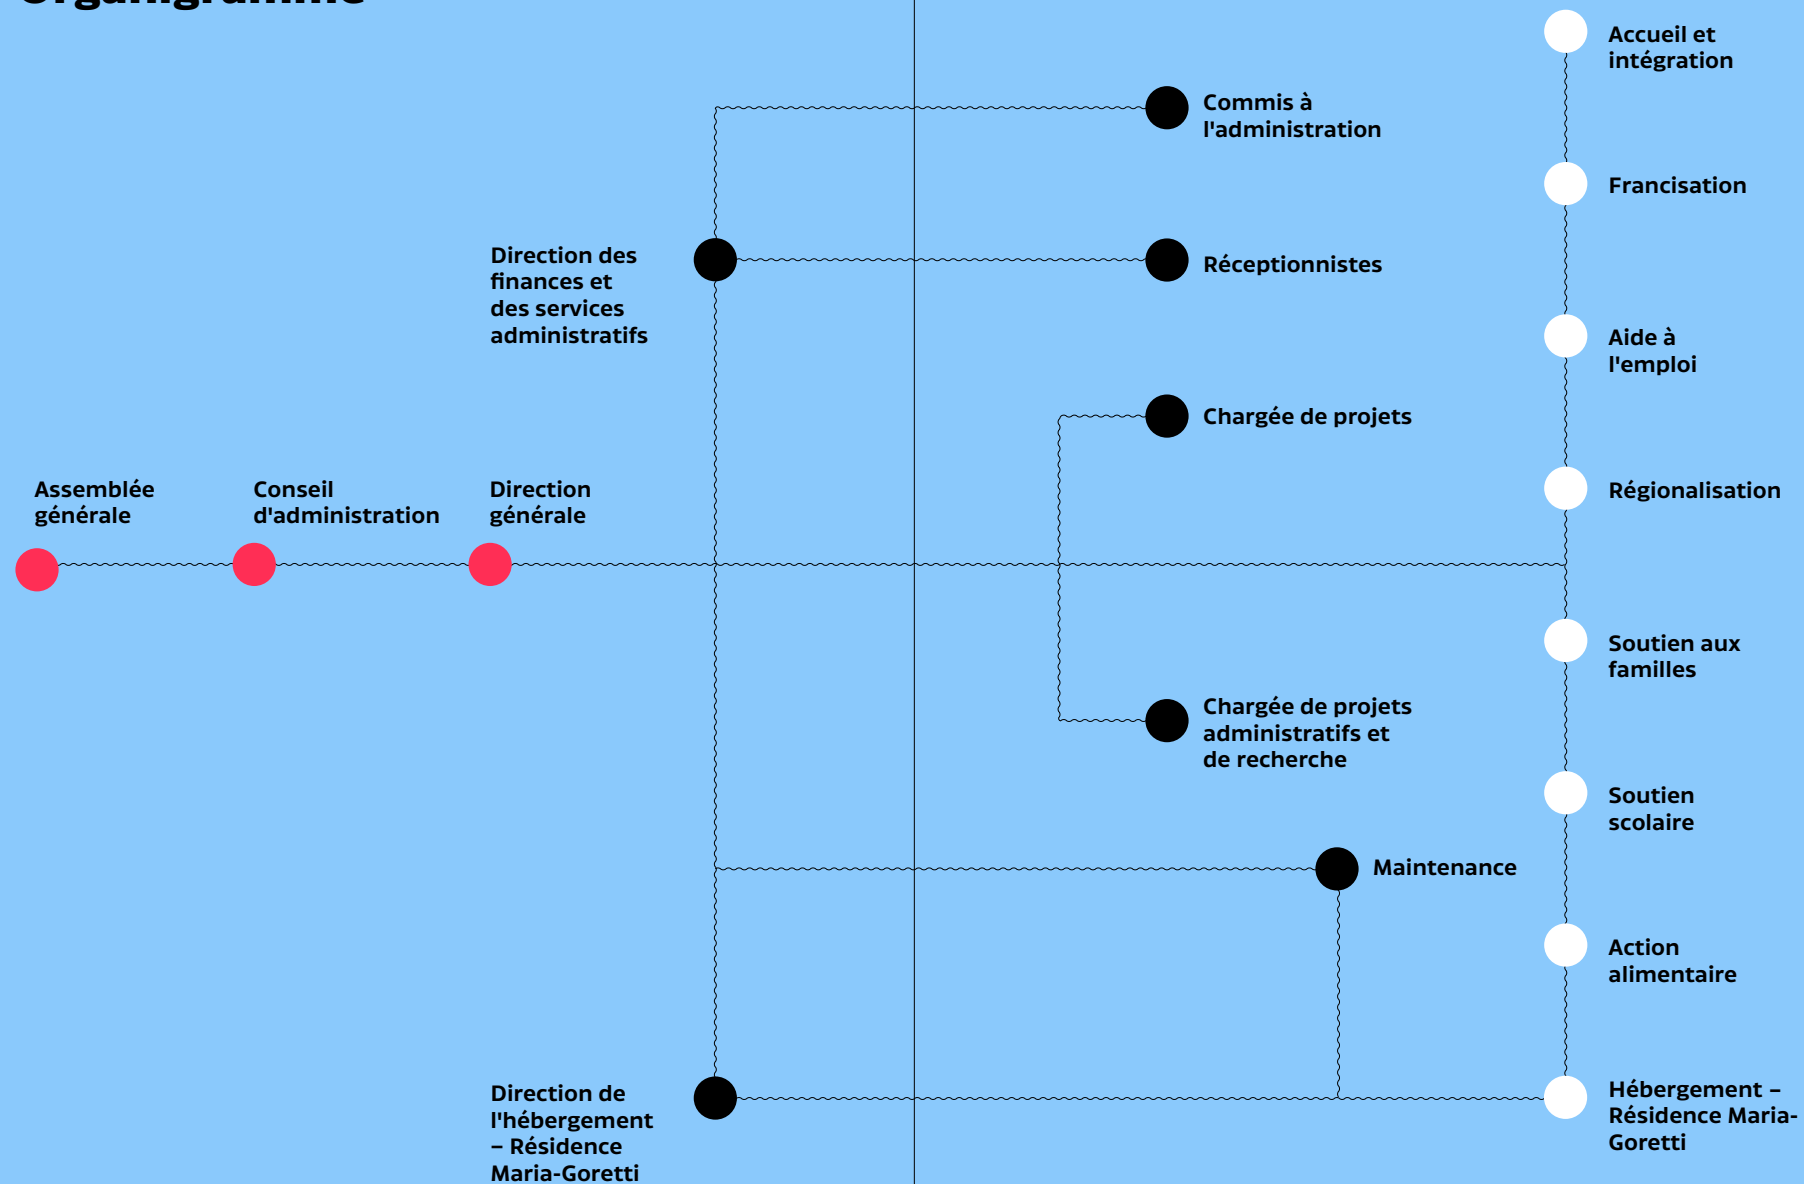 Organigramme
Accueil et
intégration
Commis à
l'administration
Francisation
Direction des
finances et
des services
administratifs
Réceptionnistes
Aide à
l'emploi
Chargée de projets
Assemblée
générale
Conseil
d'administration
Direction
générale
Régionalisation
Soutien aux
familles
Chargée de projets
administratifs et
de recherche
Soutien
scolaire
Maintenance
Action
alimentaire
Direction de
l'hébergement
– Résidence
Maria-Goretti
Hébergement –
Résidence Maria-
Goretti